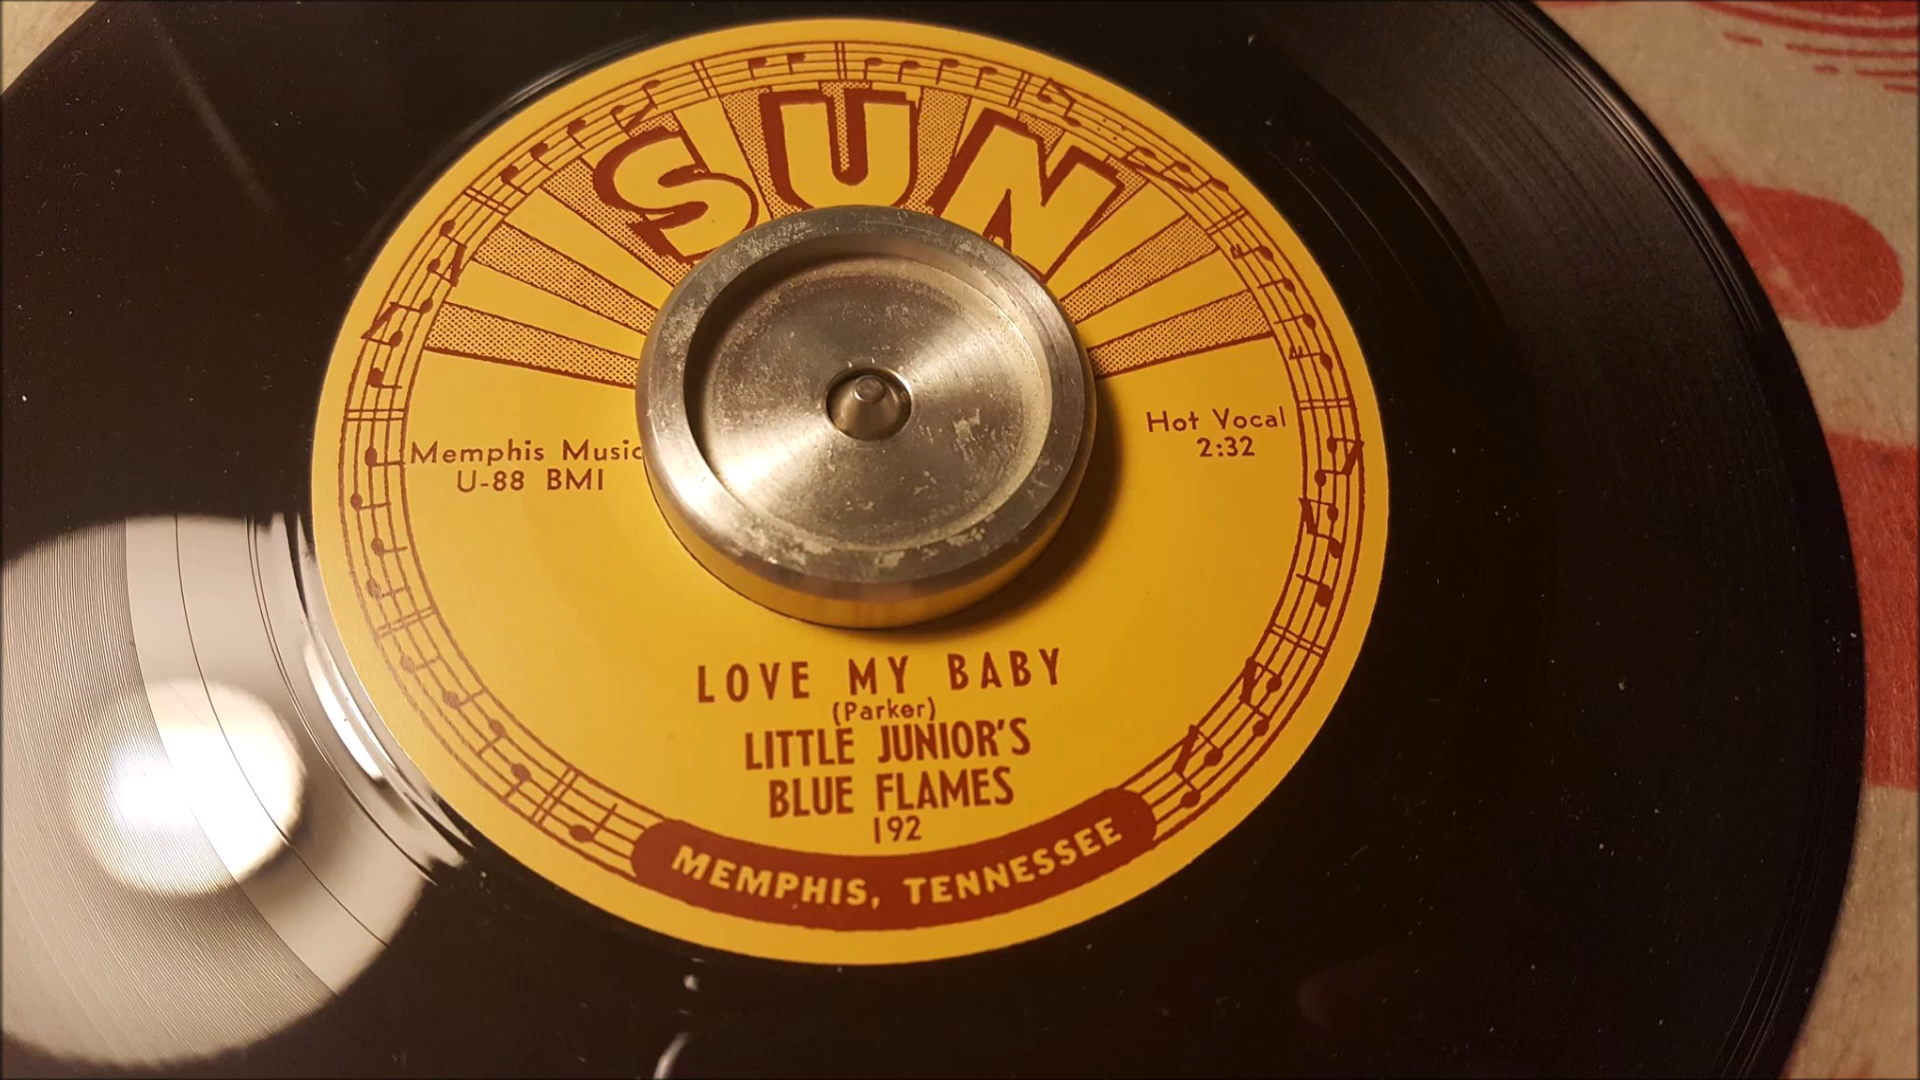 SUN
Memphis Music
U-88 BMI
Hot Vocal
2:32
LOVE MY BABY
(Parker)
LITTLE JUNIOR'S
BLUE FLAMES
192
MEMPHIS, TENNESSEE